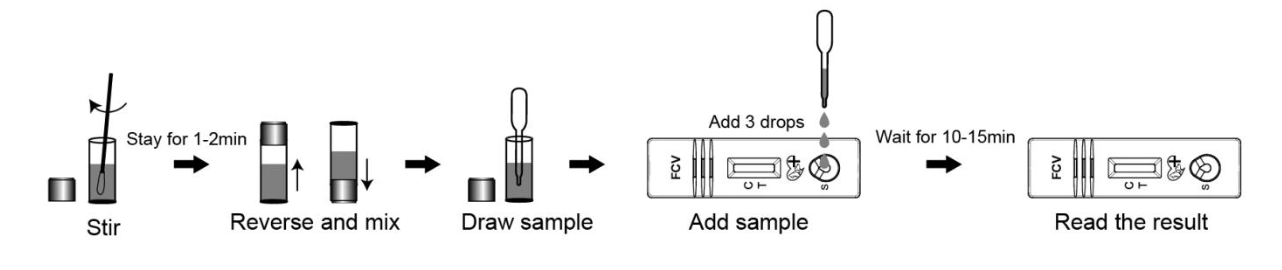 Stir
Stay for 1-2min
Reverse and mix
Draw sample
Add 3 drops
FCV
C
T
S
Add sample
Wait for 10-15min
FCV
C
T
S
Read the result